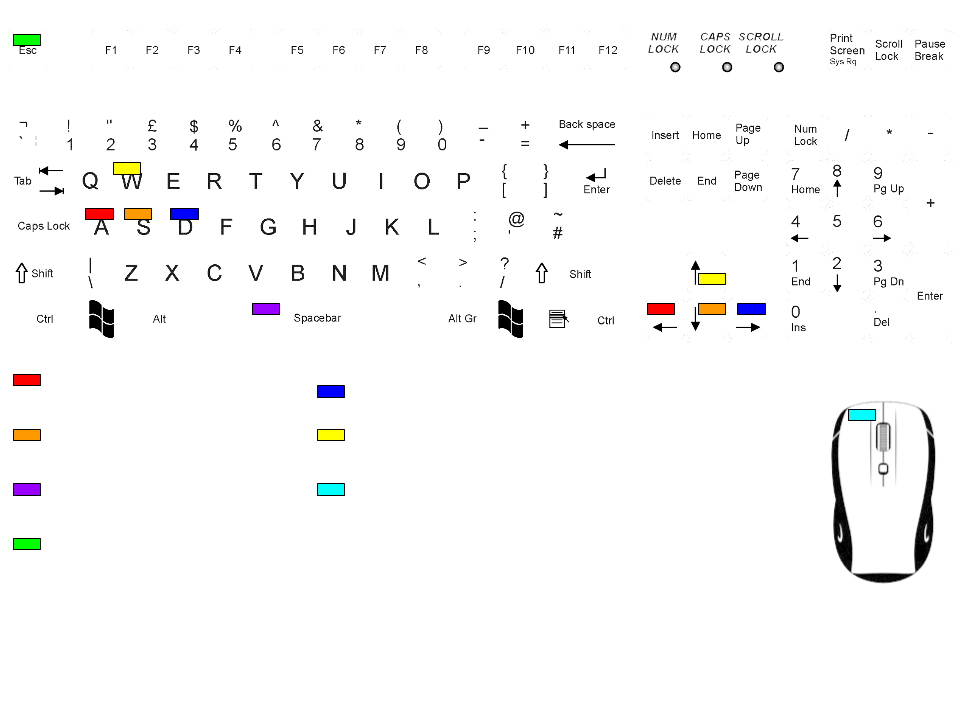 Esc F1 F2 F3 F4 F5 F6 F7 F8 F9 F10 F11 F12 NUM LOCK CAPS LOCK SCROLL LOCK Print Screen Sys Rq Scroll Lock Pause Break
¬ ! " £ $ % ^ & * ( ) _ + Back space
` ¦ 1 2 3 4 5 6 7 8 9 0 - = Insert Home Page Up Num Lock / * -
Tab Q W E R T Y U I O P { [ } ] Enter Delete End Page Down 7 Home 8 9 Pg Up
+
Caps Lock A S D F G H J K L : ; @ ' ~ # 4 5 6
Shift | \ Z X C V B N M < , > . ? / Shift 1 End 2 3 Pg Dn
Enter
Ctrl Alt Spacebar Alt Gr Ctrl 0 Ins . Del